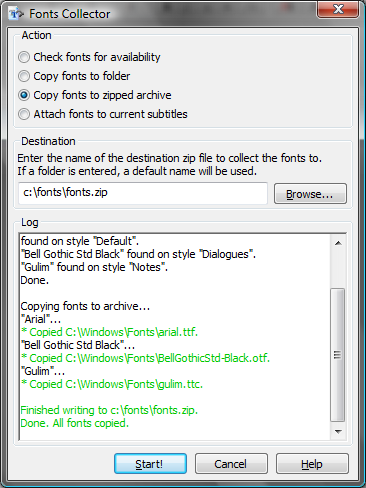 Fonts Collector
Action
Check fonts for availability
Copy fonts to folder
Copy fonts to zipped archive
Attach fonts to current subtitles
Destination
Enter the name of the destination zip file to collect the fonts to.
If a folder is entered, a default name will be used.
c:\fonts\fonts.zip
Browse...
Log
found on style "Default".
"Bell Gothic Std Black" found on style "Dialogues".
"Gulim" found on style "Notes".
Done.
Copying fonts to archive...
"Arial"...
* Copied C:\Windows\Fonts\arial.ttf.
"Bell Gothic Std Black"...
* Copied C:\Windows\Fonts\BellGothicStd-Black.otf.
"Gulim"...
* Copied C:\Windows\Fonts\gulim.ttc.
Finished writing to c:\fonts\fonts.zip.
Done. All fonts copied.
Start!
Cancel
Help